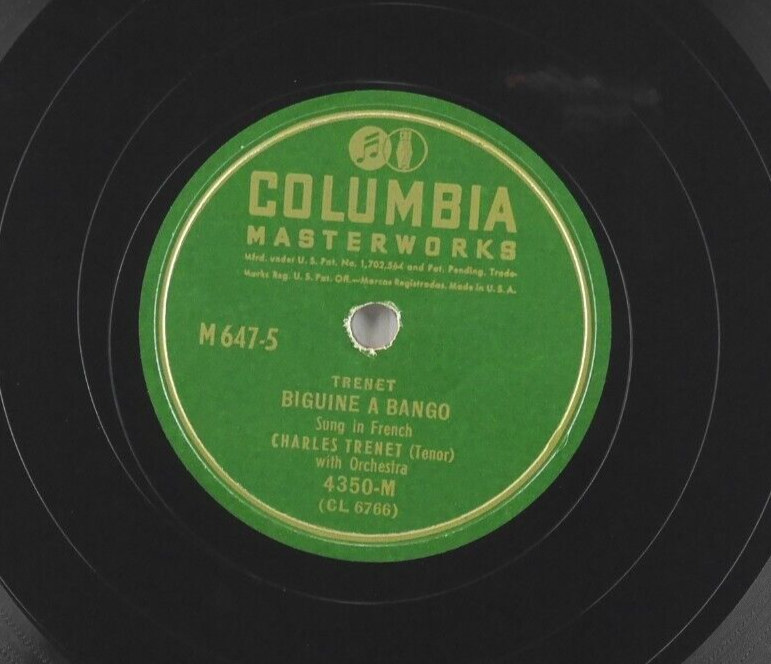 COLUMBIA
MASTERWORKS
Mfrd. under U. S. Pat. No. 1,702,564 and Pat. Pending. Trade-
Marks Reg. U. S. Pat. Off.—Marcas Registradas. Made in U. S. A.
M 647-5
TRENET
BIGUINE A BANGO
Sung in French
CHARLES TRENET (Tenor)
with Orchestra
4350-M
(CL 6766)